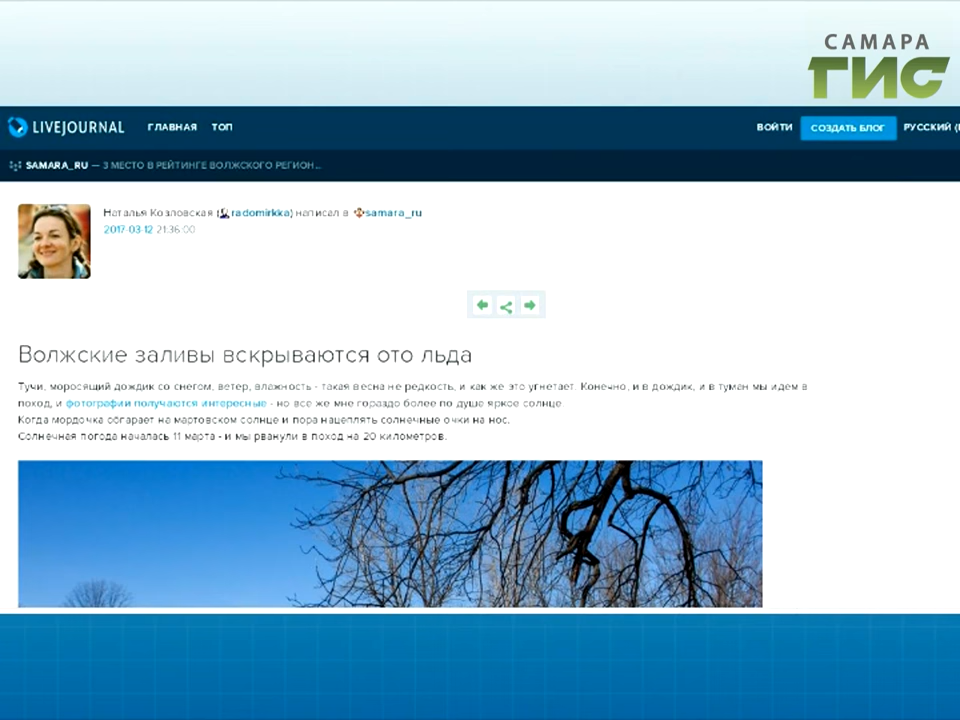 САМАРА
ГИС
LIVEJOURNAL ГЛАВНАЯ ТОП ВОЙТИ СОЗДАТЬ БЛОГ РУССКИЙ
SAMARA_RU — 3 МЕСТО В РЕЙТИНГЕ ВОЛЖСКОГО РЕГИОН...
Наталья Козловская (radomirkka) написал в samara_ru
2017-03-12 21:36:00
Волжские заливы вскрываются ото льда
Тучи, моросящий дождик со снегом, ветер, влажность - такая весна не редкость, и как же это угнетает. Конечно, и в дождик, и в туман мы идем в
поход, и фотографии получаются интересные - но все же мне гораздо более по душе яркое солнце.
Когда мордочка обгарает на мартовском солнце и пора нацеплять солнечные очки на нос.
Солнечная погода началась 11 марта - и мы рванули в поход на 20 километров.